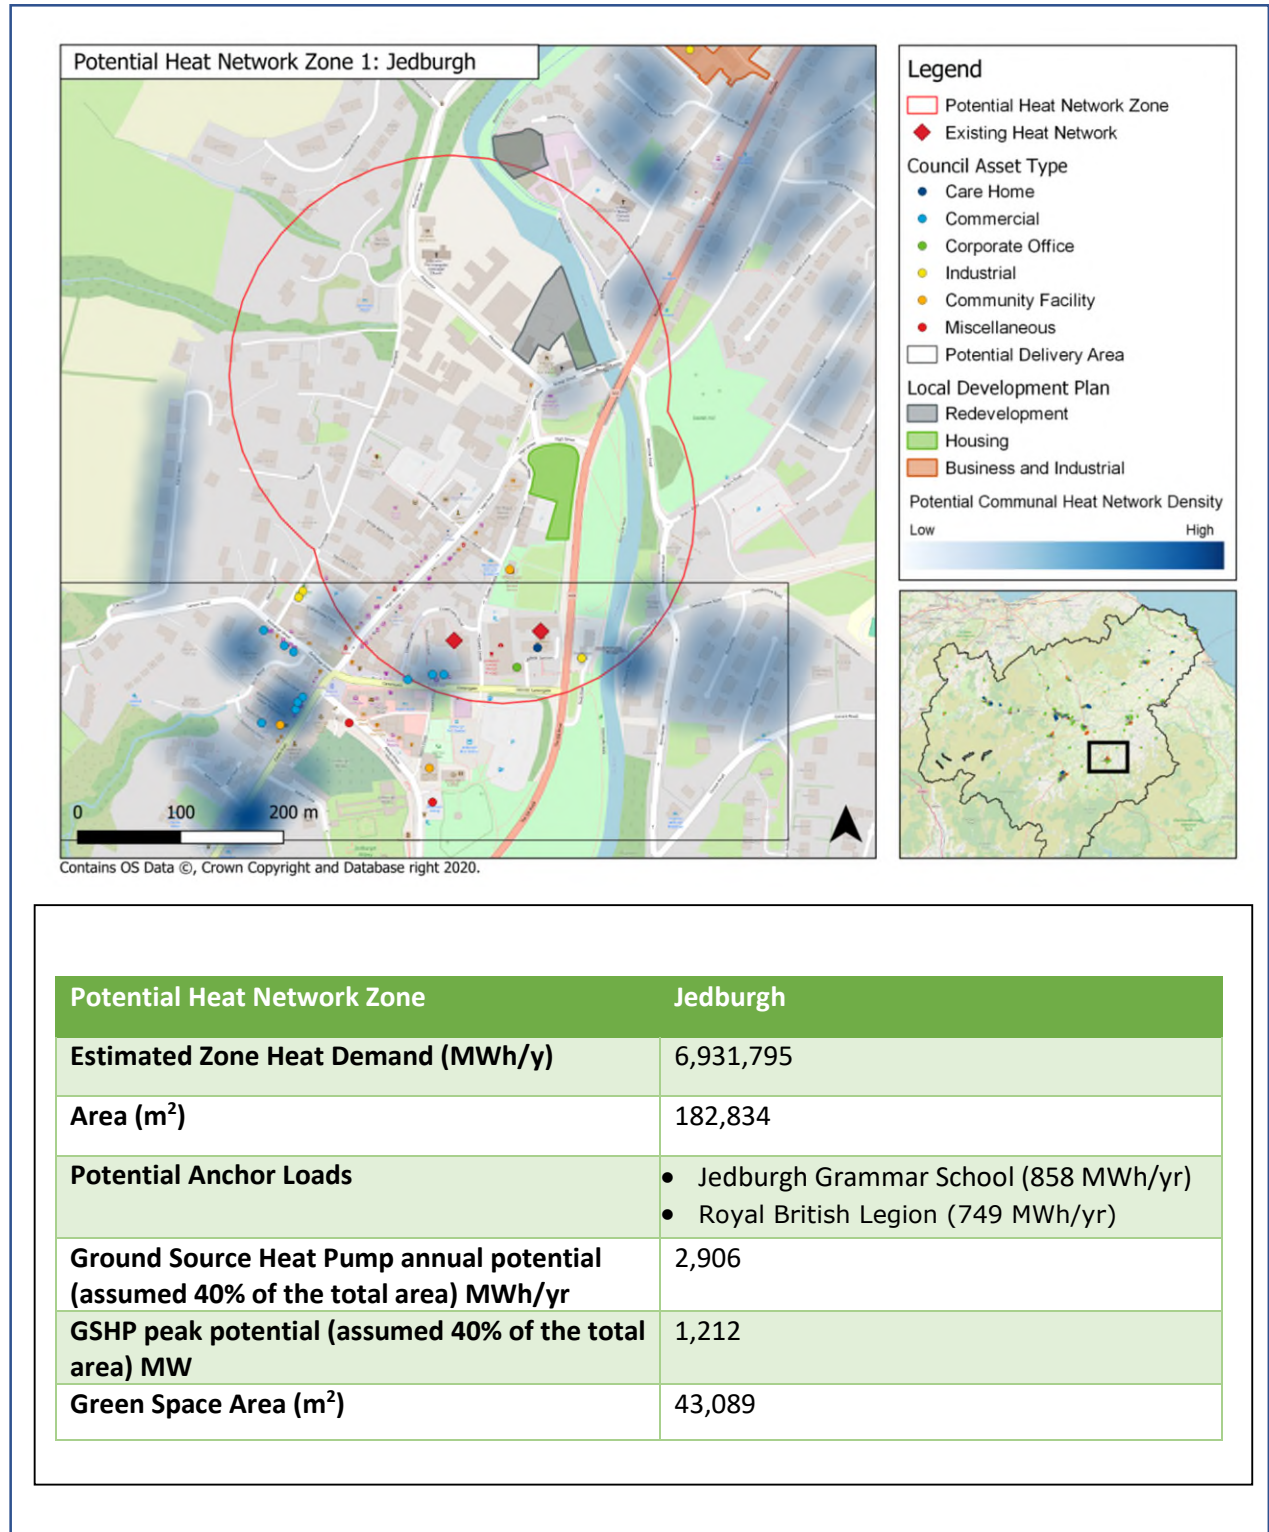 Potential Heat Network Zone 1: Jedburgh
0 100 200 m
Contains OS Data ©, Crown Copyright and Database right 2020.
Legend
Potential Heat Network Zone
Existing Heat Network
Council Asset Type
Care Home
Commercial
Corporate Office
Industrial
Community Facility
Miscellaneous
Potential Delivery Area
Local Development Plan
Redevelopment
Housing
Business and Industrial
Potential Communal Heat Network Density
Low High
Potential Heat Network Zone Jedburgh
Estimated Zone Heat Demand (MWh/y) 6,931,795
Area (m²) 182,834
Potential Anchor Loads • Jedburgh Grammar School (858 MWh/yr)
• Royal British Legion (749 MWh/yr)
Ground Source Heat Pump annual potential 2,906
(assumed 40% of the total area) MWh/yr
GSHP peak potential (assumed 40% of the total 1,212
area) MW
Green Space Area (m²) 43,089